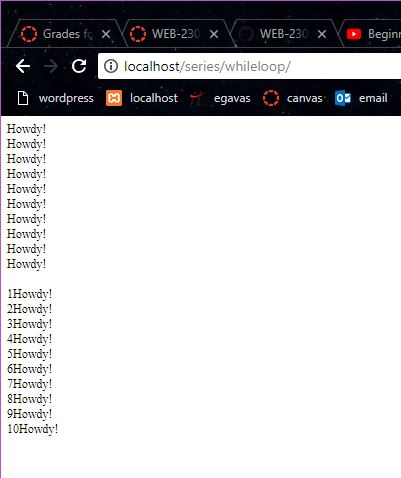 Grades fo WEB-230 WEB-230 Beginn
localhost/series/whileloop/
wordpress localhost egavas canvas email
Howdy!
Howdy!
Howdy!
Howdy!
Howdy!
Howdy!
Howdy!
Howdy!
Howdy!
Howdy!
1Howdy!
2Howdy!
3Howdy!
4Howdy!
5Howdy!
6Howdy!
7Howdy!
8Howdy!
9Howdy!
10Howdy!